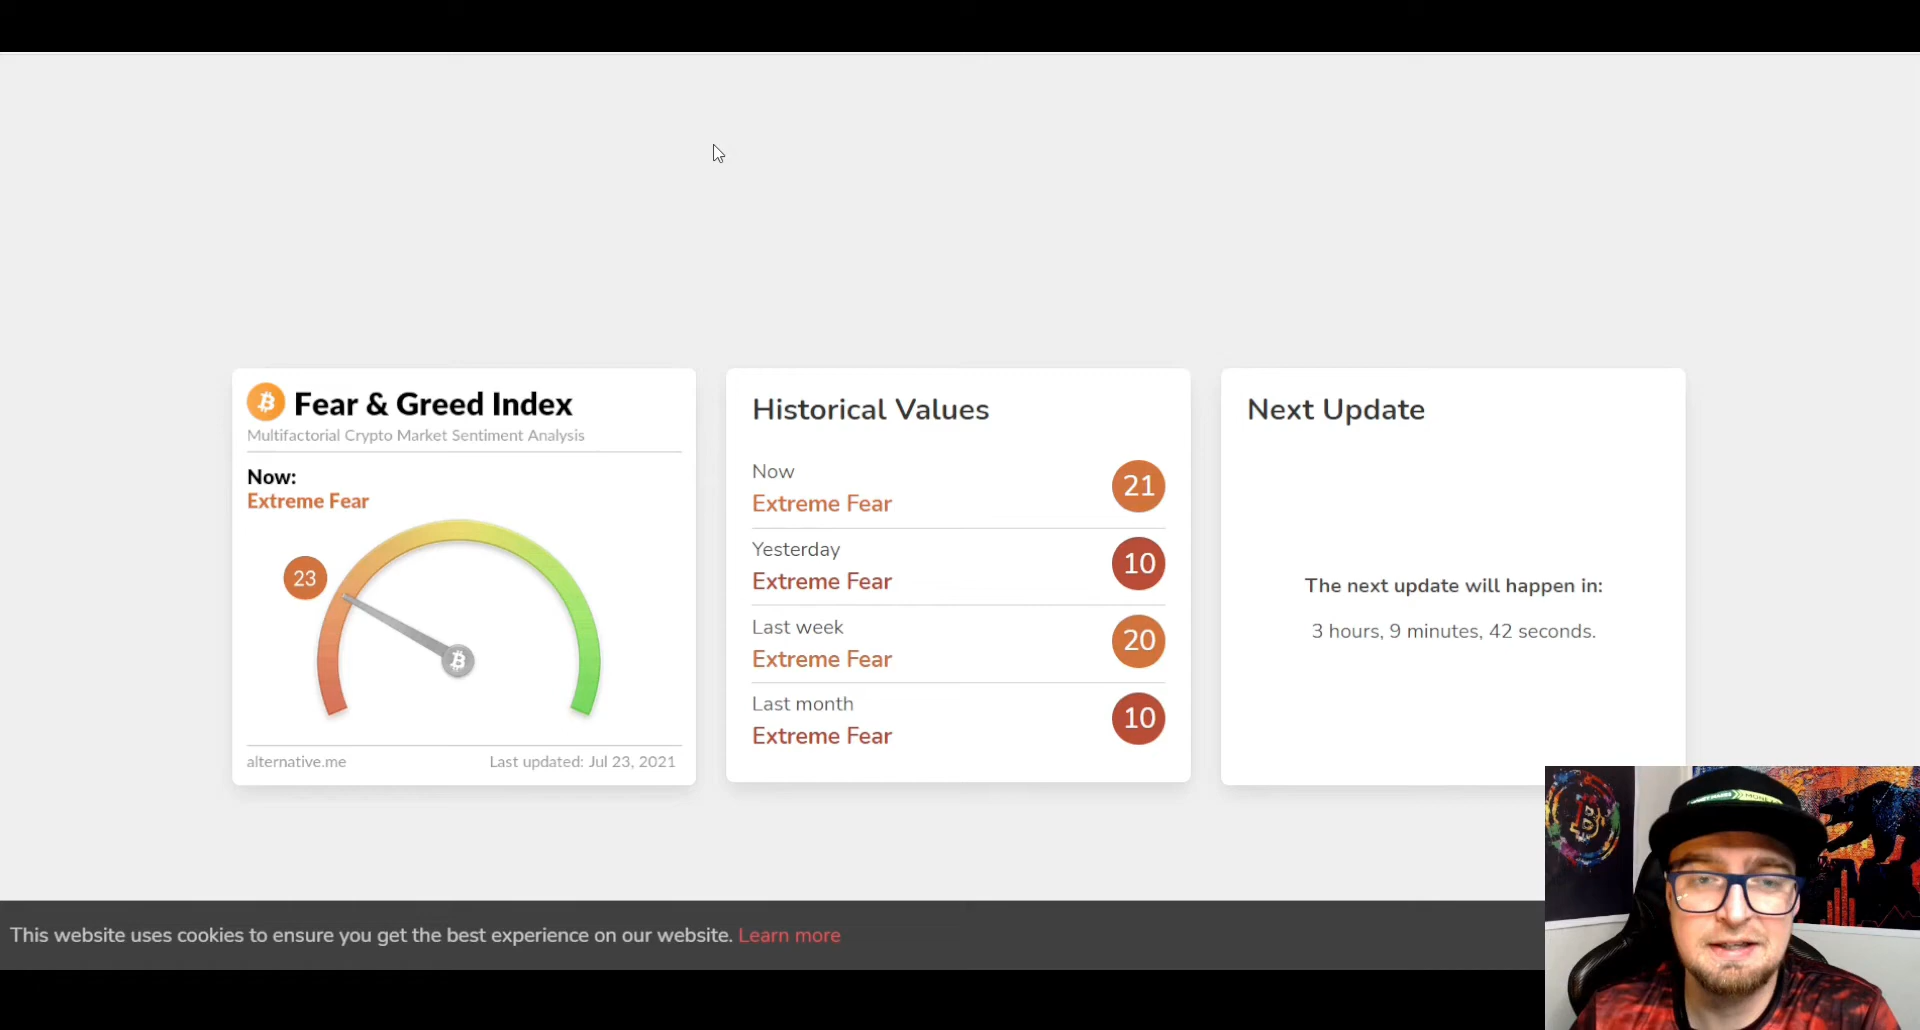 Fear & Greed Index
Multifactorial Crypto Market Sentiment Analysis
Now:
Extreme Fear
23
alternative.me
Last updated: Jul 23, 2021
Historical Values
Now
Extreme Fear
21
Yesterday
Extreme Fear
10
Last week
Extreme Fear
20
Last month
Extreme Fear
10
Next Update
The next update will happen in:
3 hours, 9 minutes, 42 seconds.
This website uses cookies to ensure you get the best experience on our website. Learn more